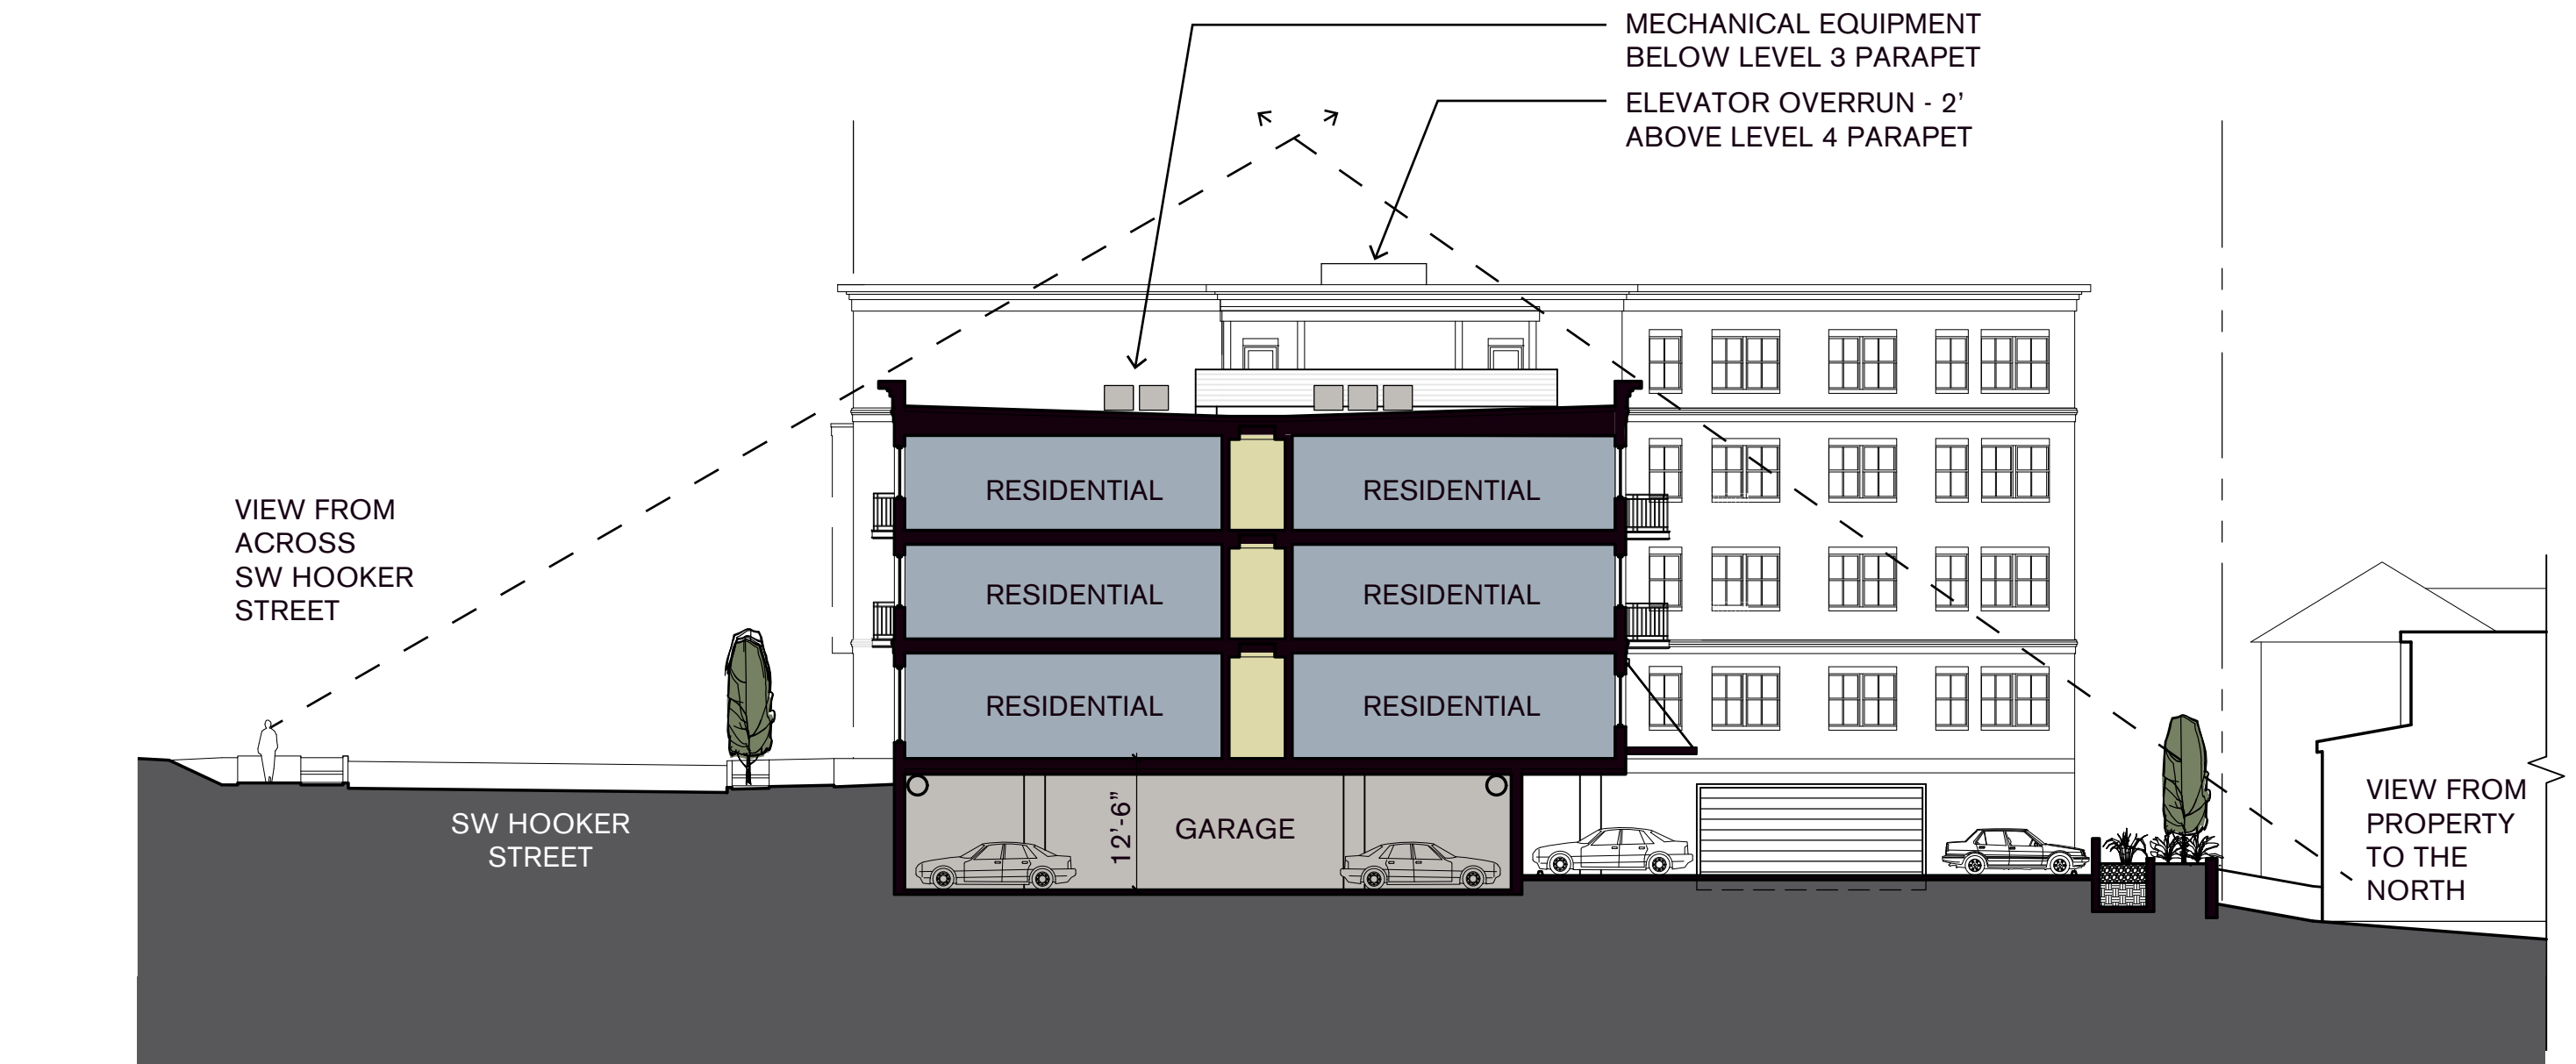 MECHANICAL EQUIPMENT
BELOW LEVEL 3 PARAPET
ELEVATOR OVERRUN - 2'
ABOVE LEVEL 4 PARAPET
VIEW FROM
ACROSS
SW HOOKER
STREET
RESIDENTIAL
RESIDENTIAL
RESIDENTIAL
RESIDENTIAL
RESIDENTIAL
RESIDENTIAL
SW HOOKER
STREET
12'-6"
GARAGE
VIEW FROM
PROPERTY
TO THE
NORTH